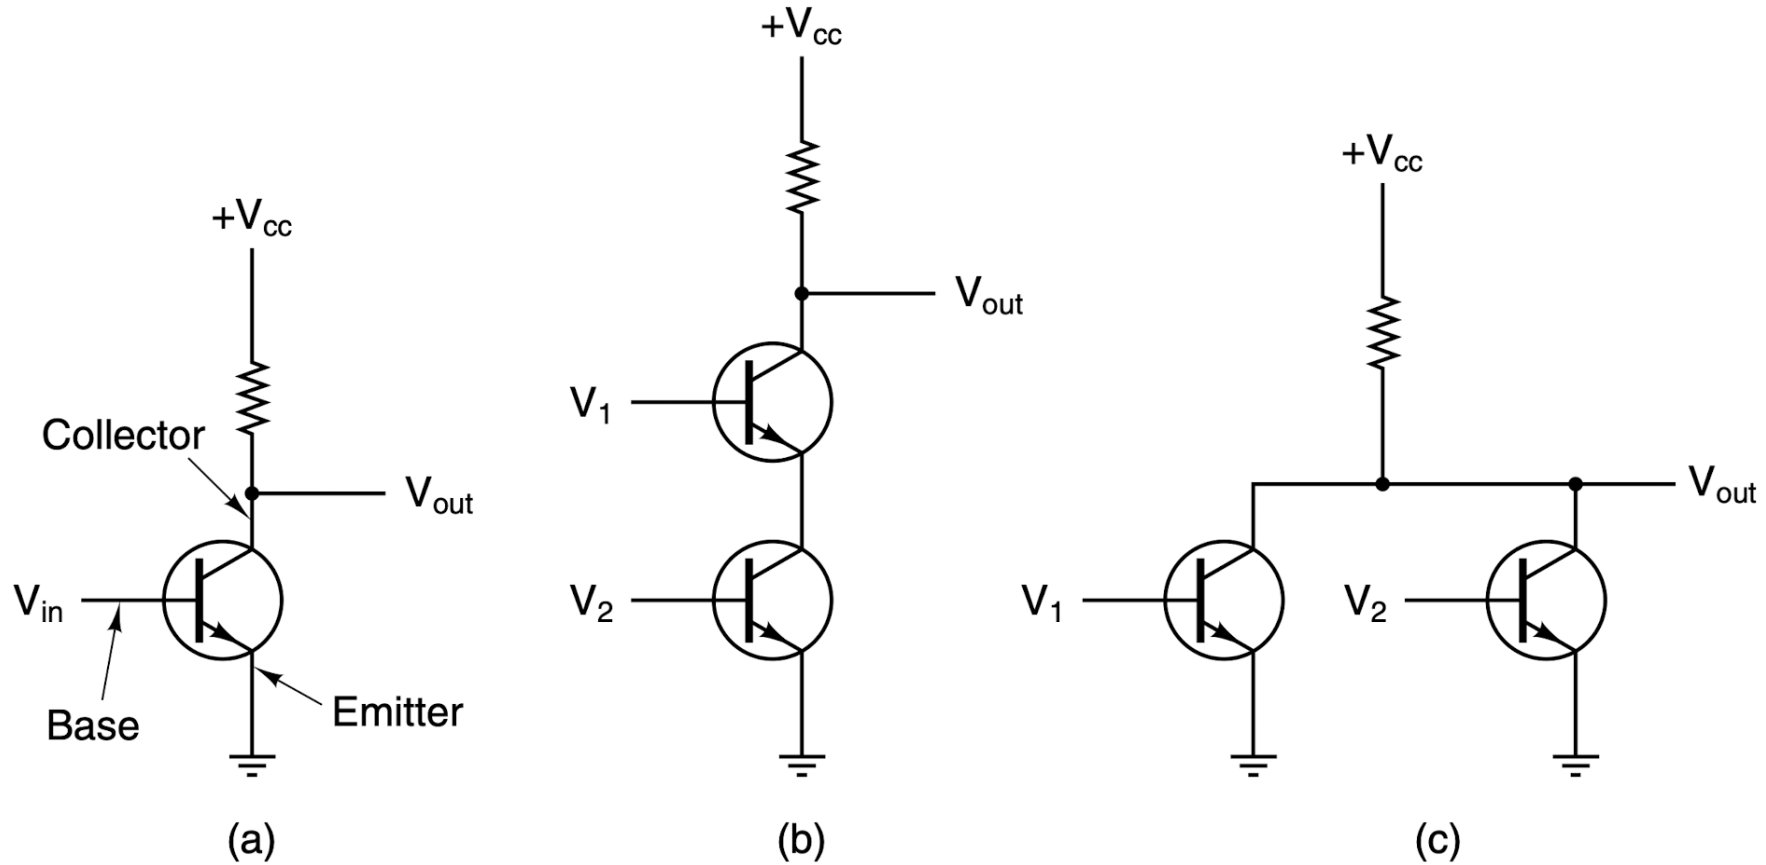 +Vcc
Collector
Vout
Vin
Base
Emitter
(a)
+Vcc
Vout
V1
V2
(b)
+Vcc
Vout
V1
V2
(c)